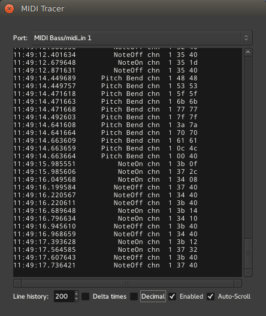 MIDI Tracer
Port: MIDI Bass/midi_in 1
11:49:12.401634 NoteOff chn 1 35 40
11:49:12.679648 NoteOn chn 1 35 1d
11:49:12.871631 NoteOff chn 1 35 40
11:49:14.449689 Pitch Bend chn 1 48 48
11:49:14.449757 Pitch Bend chn 1 53 53
11:49:14.471618 Pitch Bend chn 1 5f 5f
11:49:14.471663 Pitch Bend chn 1 6b 6b
11:49:14.471668 Pitch Bend chn 1 77 77
11:49:14.492603 Pitch Bend chn 1 7f 7f
11:49:14.641608 Pitch Bend chn 1 3a 7a
11:49:14.641664 Pitch Bend chn 1 70 70
11:49:14.663609 Pitch Bend chn 1 61 61
11:49:14.663659 Pitch Bend chn 1 0c 4c
11:49:14.663664 Pitch Bend chn 1 00 40
11:49:15.985551 NoteOn chn 1 3b 0f
11:49:15.985636 NoteOn chn 1 37 2c
11:49:16.049568 NoteOn chn 1 34 08
11:49:16.199584 NoteOff chn 1 37 40
11:49:16.220567 NoteOff chn 1 34 40
11:49:16.220611 NoteOff chn 1 3b 40
11:49:16.689648 NoteOn chn 1 3b 14
11:49:16.796634 NoteOn chn 1 34 10
11:49:16.945610 NoteOff chn 1 3b 40
11:49:16.968659 NoteOff chn 1 34 40
11:49:17.393628 NoteOn chn 1 3b 12
11:49:17.564585 NoteOn chn 1 37 32
11:49:17.607643 NoteOff chn 1 3b 40
11:49:17.736421 NoteOff chn 1 37 40
Line history: 200 Delta times Decimal Enabled Auto-Scroll